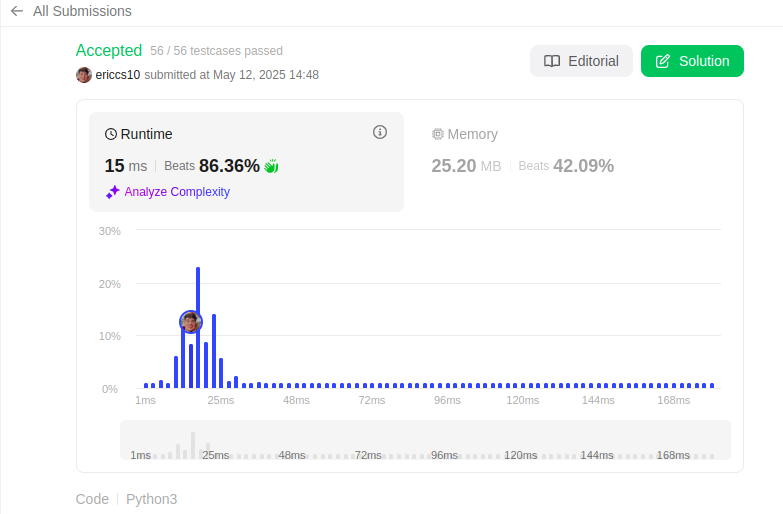 All Submissions
Accepted 56 / 56 testcases passed
ericcs10 submitted at May 12, 2025 14:48
Editorial
Solution
Runtime
15 ms Beats 86.36%
Analyze Complexity
Memory
25.20 MB Beats 42.09%
30%
20%
10%
0%
1ms 25ms 48ms 72ms 96ms 120ms 144ms 168ms
1ms 25ms 48ms 72ms 96ms 120ms 144ms 168ms
Code Python3